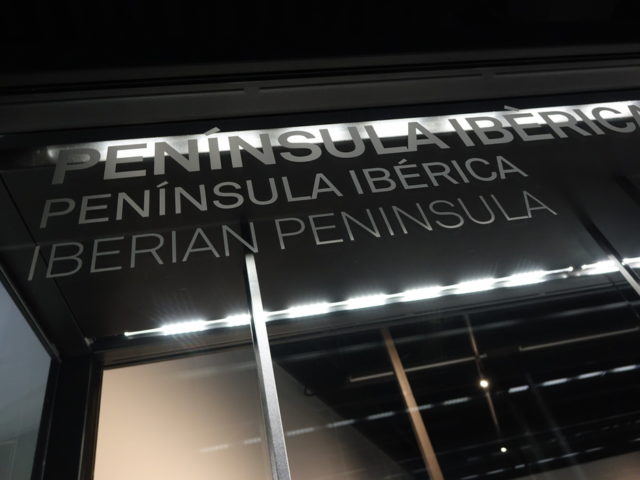 PENÍNSULA IBÈRICA
PENÍNSULA IBÉRICA
IBERIAN PENINSULA